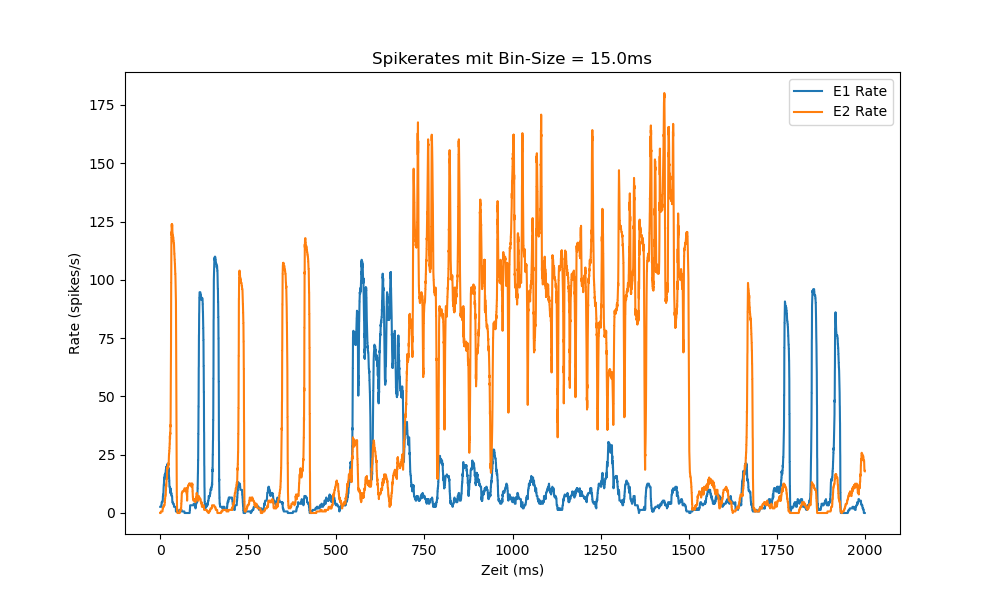 Spikerates mit Bin-Size = 15.0ms
E1 Rate
E2 Rate
Rate (spikes/s)
175
150
125
100
75
50
25
0
0 250 500 750 1000 1250 1500 1750 2000
Zeit (ms)